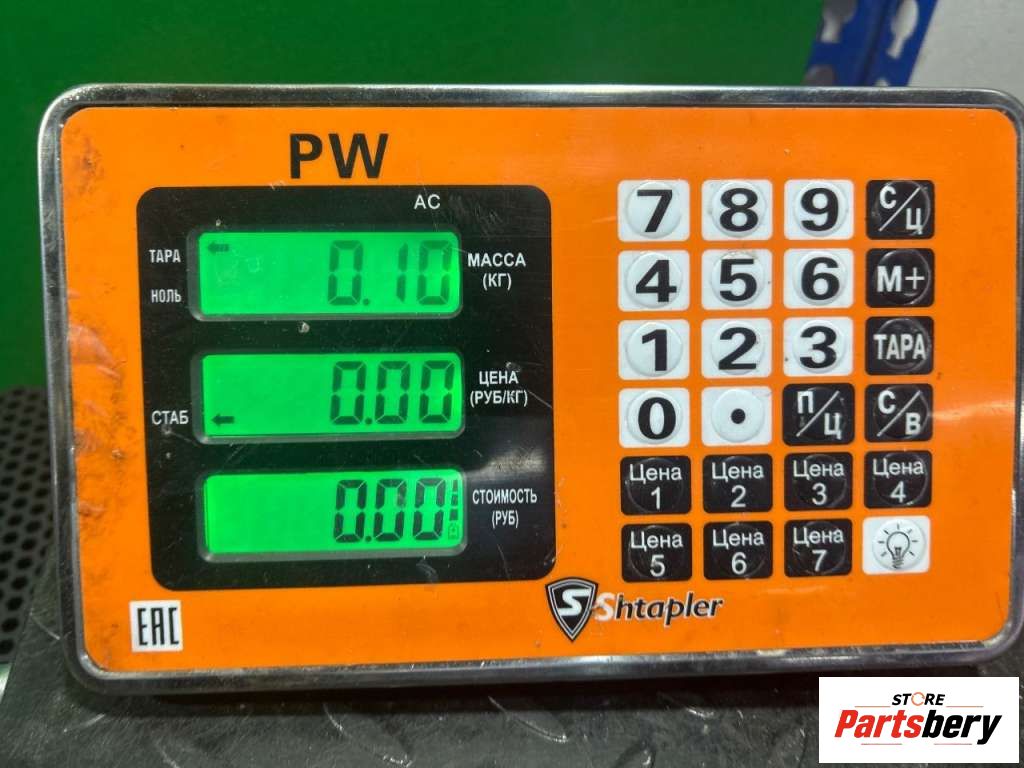 PW
AC
ТАРА
НОЛЬ
0.10
МАССА
(КГ)
СТАБ
0.00
ЦЕНА
(РУБ/КГ)
0.00
СТОИМОСТЬ
(РУБ)
7 8 9 С/Ц
4 5 6 М+
1 2 3 ТАРА
0 • П/Ц С/В
Цена 1 Цена 2 Цена 3 Цена 4
Цена 5 Цена 6 Цена 7
EAC
S Shtapler
STORE
Partsbery